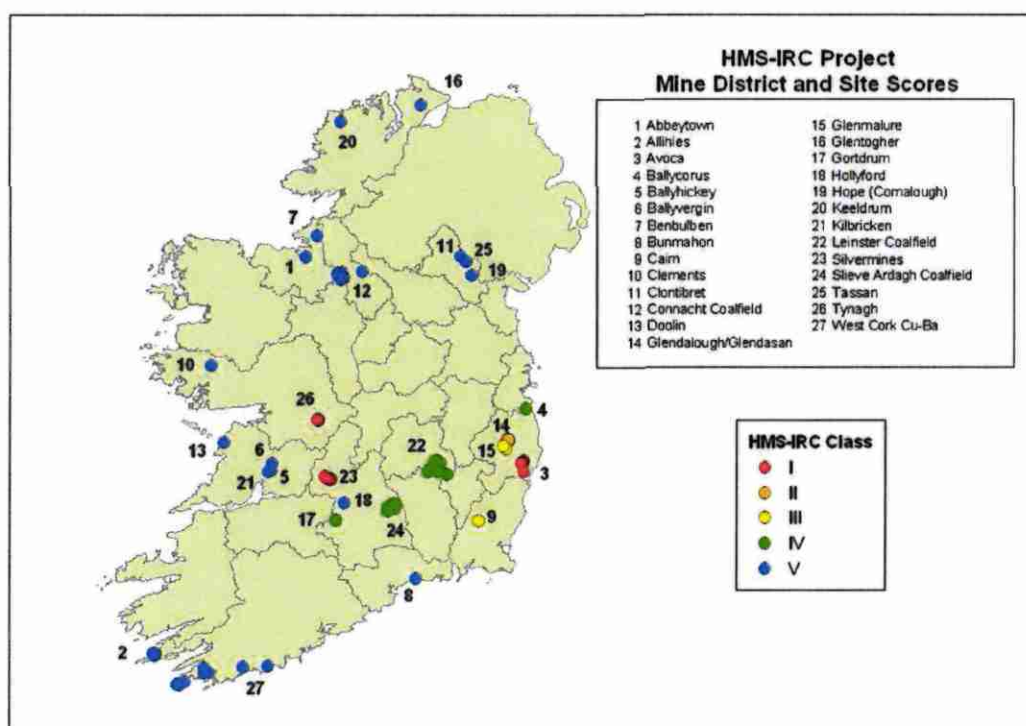 HMS-IRC Project
Mine District and Site Scores
1 Abbeytown
2 Allihies
3 Avoca
4 Ballycorus
5 Ballyhickey
6 Ballyvergin
7 Benbulben
8 Bunmahon
9 Caim
10 Clements
11 Clontibret
12 Connacht Coalfield
13 Doolin
14 Glendalough/Glendasan
15 Glenmalure
16 Glentogher
17 Gortdrum
18 Hollyford
19 Hope (Cornalough)
20 Keeldrum
21 Kilbricken
22 Leinster Coalfield
23 Silvermines
24 Slieve Ardagh Coalfield
25 Tassan
26 Tynagh
27 West Cork Cu-Ba
HMS-IRC Class
I
II
III
IV
V
16
20
7
11
25
1
19
12
10
26
4
14
13
6
22
15
21
5
23
3
18
17
24
9
8
2
27